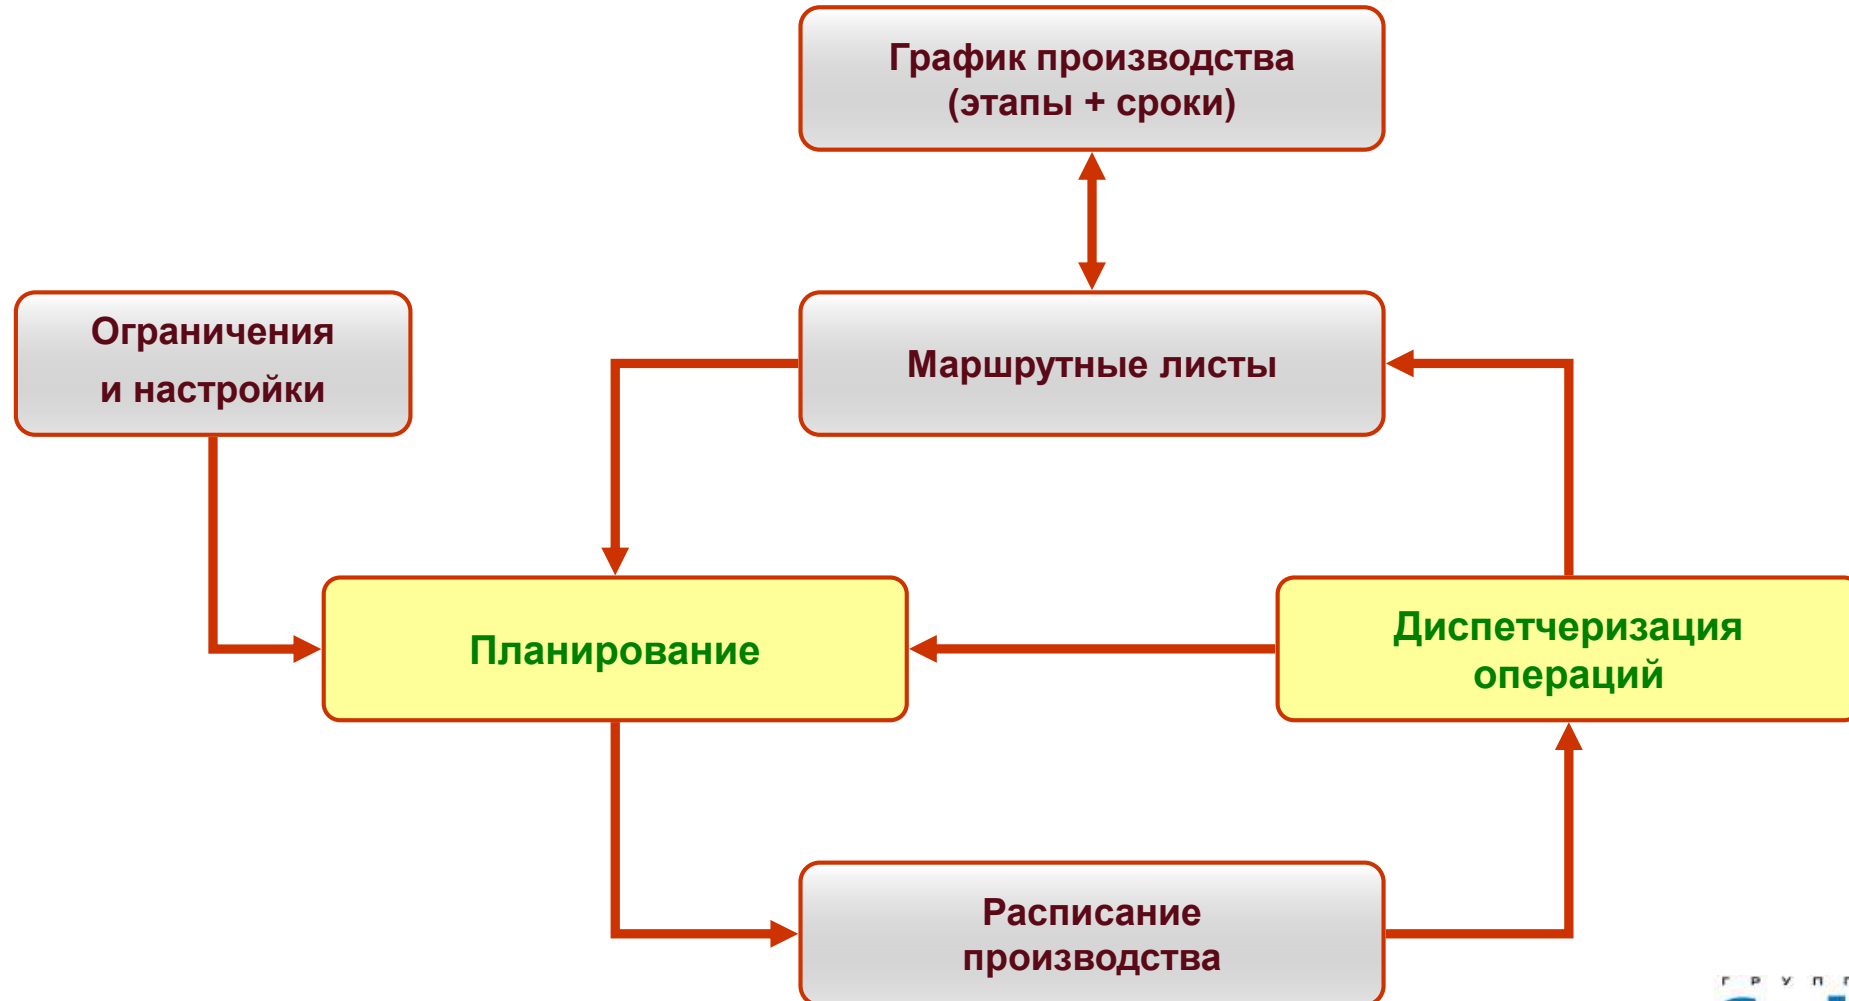 График производства
(этапы + сроки)
Ограничения
и настройки
Маршрутные листы
Планирование
Диспетчеризация
операций
Расписание
производства